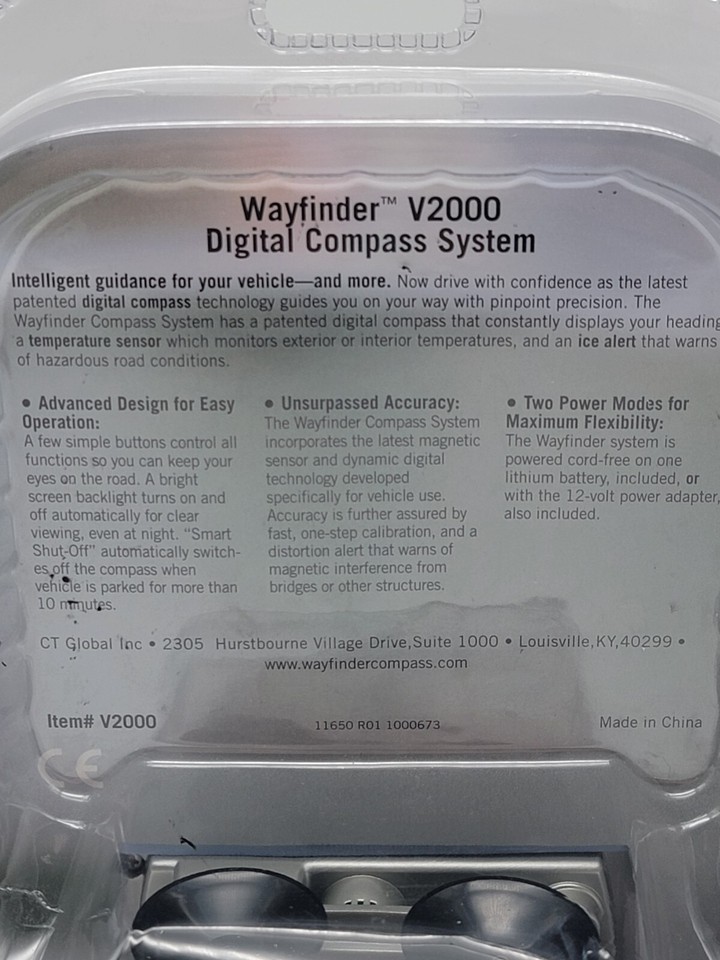 Wayfinder™ V2000
Digital Compass System
Intelligent guidance for your vehicle—and more. Now drive with confidence as the latest
patented digital compass technology guides you on your way with pinpoint precision. The
Wayfinder Compass System has a patented digital compass that constantly displays your heading
a temperature sensor which monitors exterior or interior temperatures, and an ice alert that warns
of hazardous road conditions.
• Advanced Design for Easy
Operation:
A few simple buttons control all
functions so you can keep your
eyes on the road. A bright
screen backlight turns on and
off automatically for clear
viewing, even at night. “Smart
Shut-Off” automatically switch-
es off the compass when
vehicle is parked for more than
10 minutes.
• Unsurpassed Accuracy:
The Wayfinder Compass System
incorporates the latest magnetic
sensor and dynamic digital
technology developed
specifically for vehicle use.
Accuracy is further assured by
fast, one-step calibration, and a
distortion alert that warns of
magnetic interference from
bridges or other structures.
• Two Power Modes for
Maximum Flexibility:
The Wayfinder system is
powered cord-free on one
lithium battery, included, or
with the 12-volt power adapter,
also included.
CT Global Inc • 2305 Hurstbourne Village Drive,Suite 1000 • Louisville,KY,40299 •
www.wayfindercompass.com
Item# V2000
11650 R01 1000673
Made in China
CE